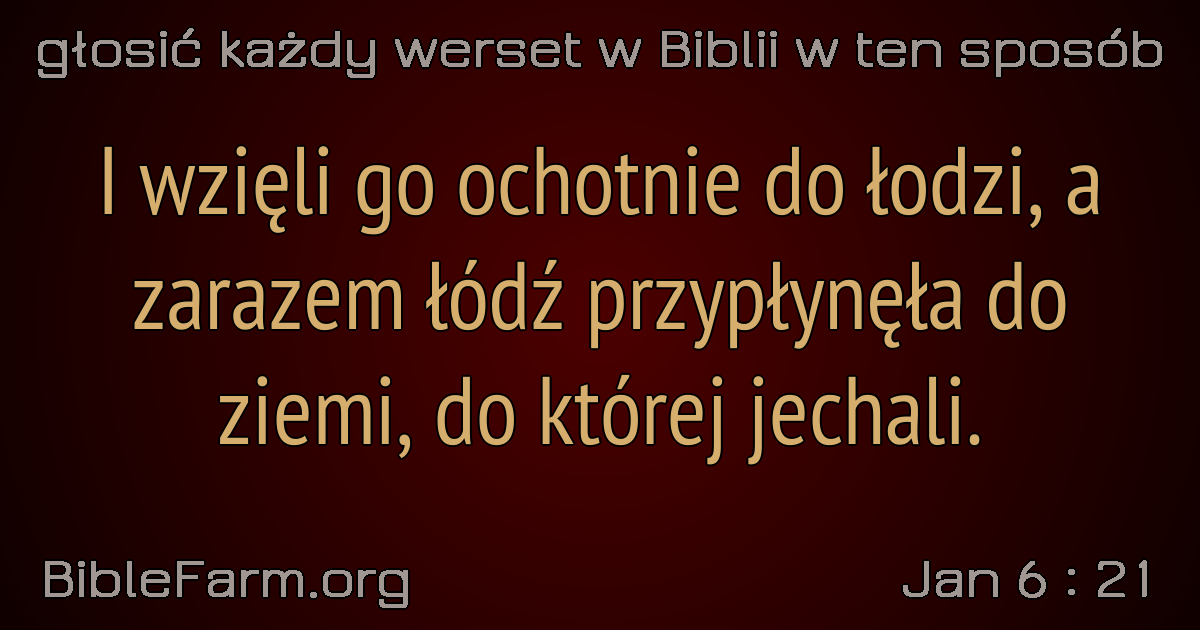 głosić każdy werset w Biblii w ten sposób
I wzięli go ochotnie do łodzi, a
zarazem łódź przypłynęła do
ziemi, do której jechali.
BibleFarm.org
Jan 6 : 21